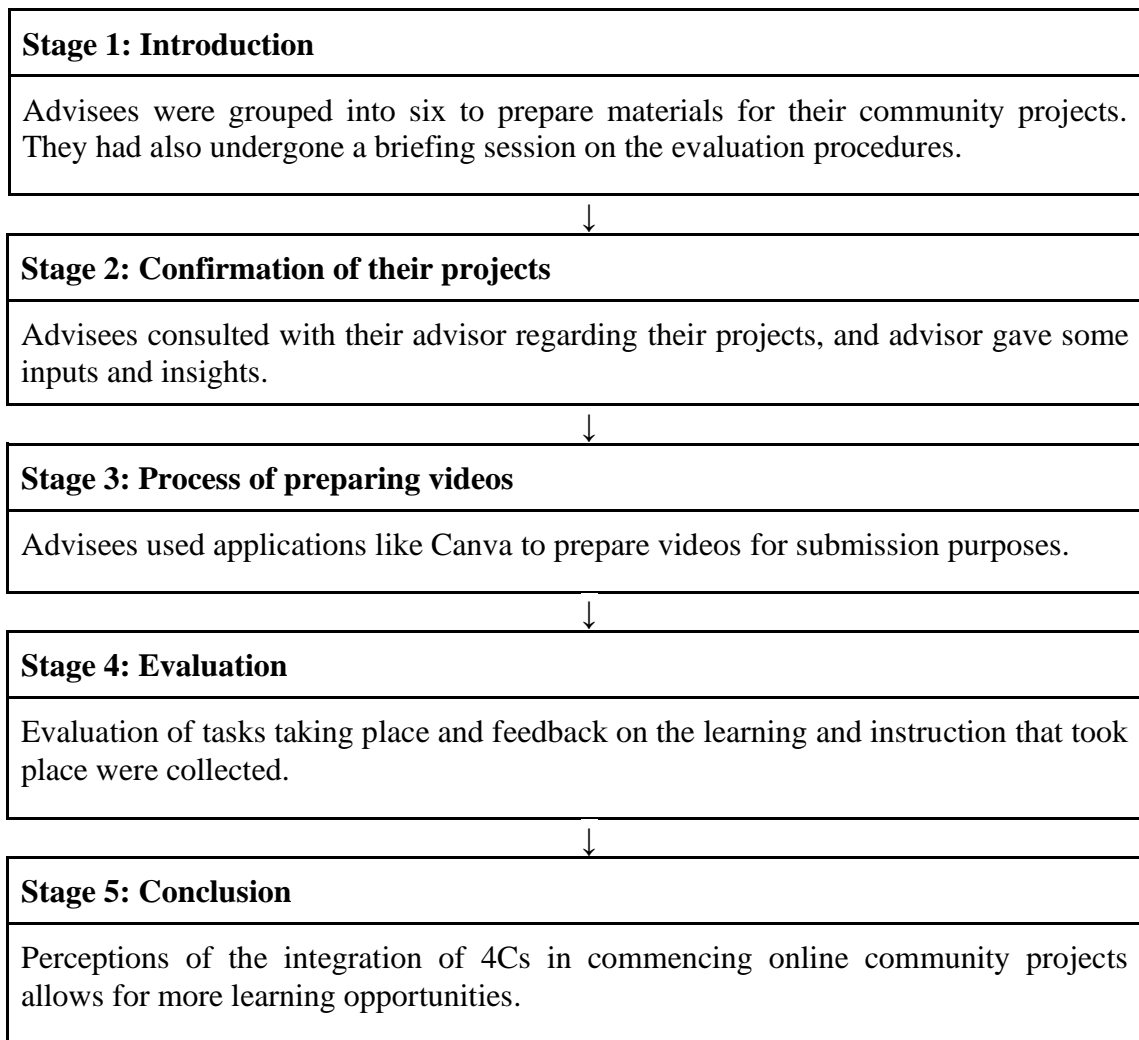 Stage 1: Introduction
Advisees were grouped into six to prepare materials for their community projects.
They had also undergone a briefing session on the evaluation procedures.
↓
Stage 2: Confirmation of their projects
Advisees consulted with their advisor regarding their projects, and advisor gave some
inputs and insights.
↓
Stage 3: Process of preparing videos
Advisees used applications like Canva to prepare videos for submission purposes.
↓
Stage 4: Evaluation
Evaluation of tasks taking place and feedback on the learning and instruction that took
place were collected.
↓
Stage 5: Conclusion
Perceptions of the integration of 4Cs in commencing online community projects
allows for more learning opportunities.